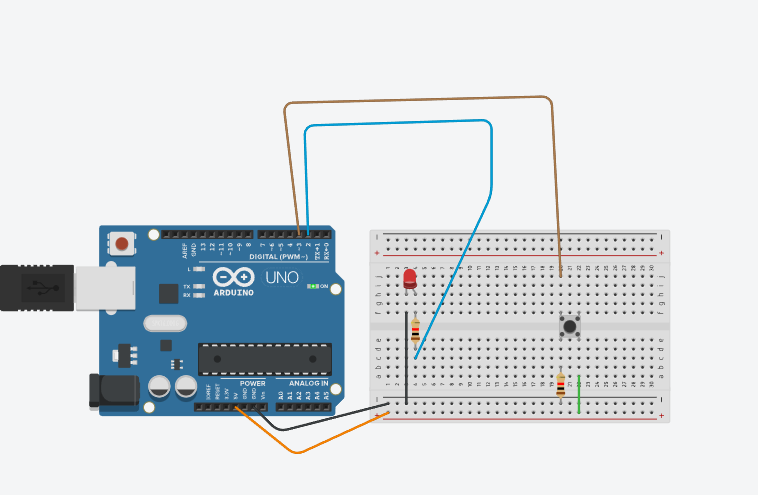 AREF
GND
13
12
~11
~10
~9
8
7
~6
~5
4
~3
2
TX→1
RX←0
DIGITAL (PWM~)
L
TX
RX
UNO
ARDUINO
ON
POWER
ANALOG IN
IOREF
RESET
3.3V
5V
GND
GND
Vin
A0
A1
A2
A3
A4
A5